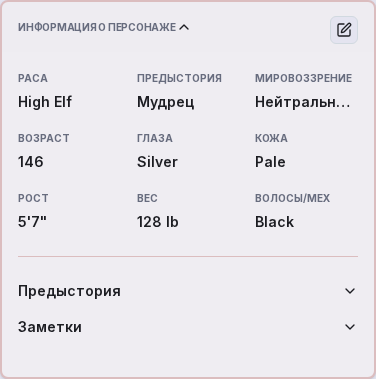 ИНФОРМАЦИЯ О ПЕРСОНАЖЕ
РАСА ПРЕДЫСТОРИЯ МИРОВОЗЗРЕНИЕ
High Elf Мудрец Нейтральн...
ВОЗРАСТ ГЛАЗА КОЖА
146 Silver Pale
РОСТ ВЕС ВОЛОСЫ/МЕХ
5'7" 128 lb Black
Предыстория
Заметки